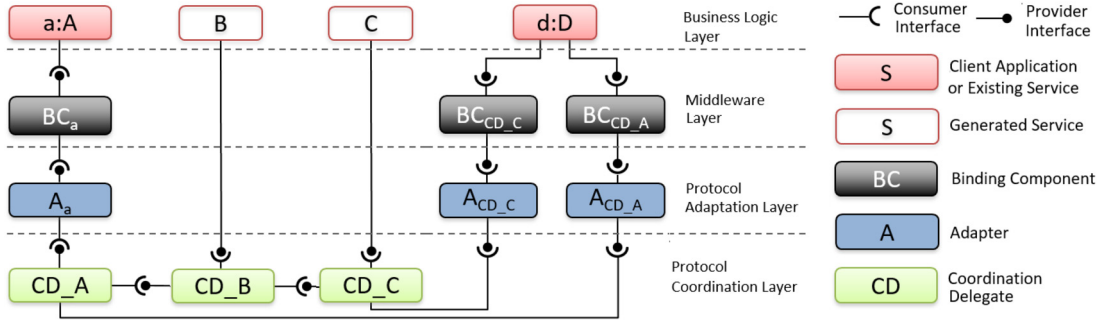 a:A
B
C
d:D
Business Logic
Layer
BCa
BCCD_C
BCCD_A
Middleware
Layer
Aa
ACD_C
ACD_A
Protocol
Adaptation Layer
CD_A
CD_B
CD_C
Protocol
Coordination Layer
Consumer
Interface
Provider
Interface
S
Client Application
or Existing Service
S
Generated Service
BC
Binding Component
A
Adapter
CD
Coordination
Delegate